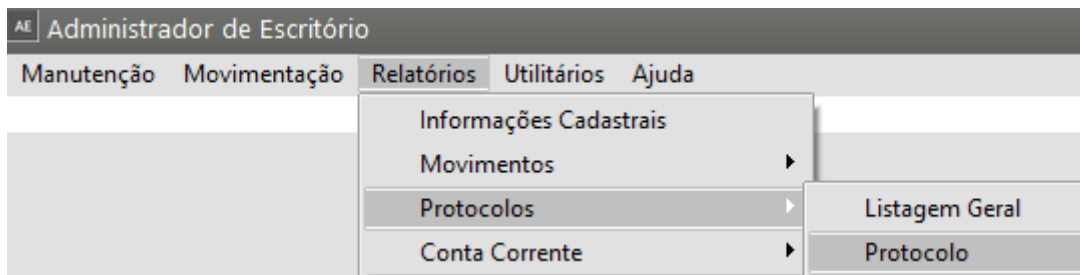 AE Administrador de Escritório
Manutenção Movimentação Relatórios Utilitários Ajuda
Informações Cadastrais
Movimentos
Protocolos
Listagem Geral
Conta Corrente
Protocolo